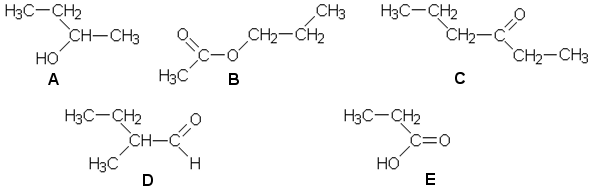 H₃C—CH₂
CH—CH₃
HO
A
CH₃
CH₂
O
C
O
H₃C
B
H₃C—CH₂
O
CH₂
C
CH₂—CH₃
C
H₃C—CH₂
O
CH—C
H₃C
H
D
H₃C—CH₂
C=O
HO
E